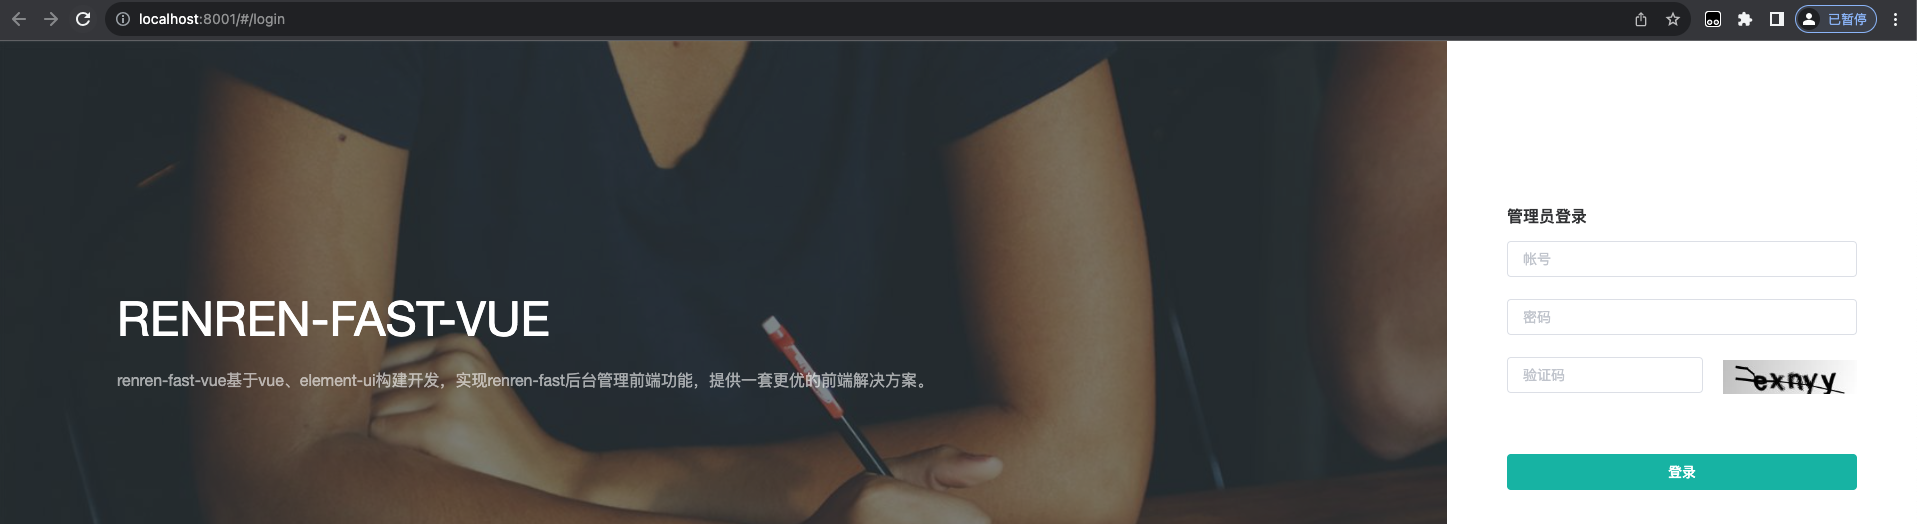 localhost:8001/#/login
已暂停
RENREN-FAST-VUE
renren-fast-vue基于vue、element-ui构建开发，实现renren-fast后台管理前端功能，提供一套更优的前端解决方案。
管理员登录
帐号
密码
验证码
exnyy
登录